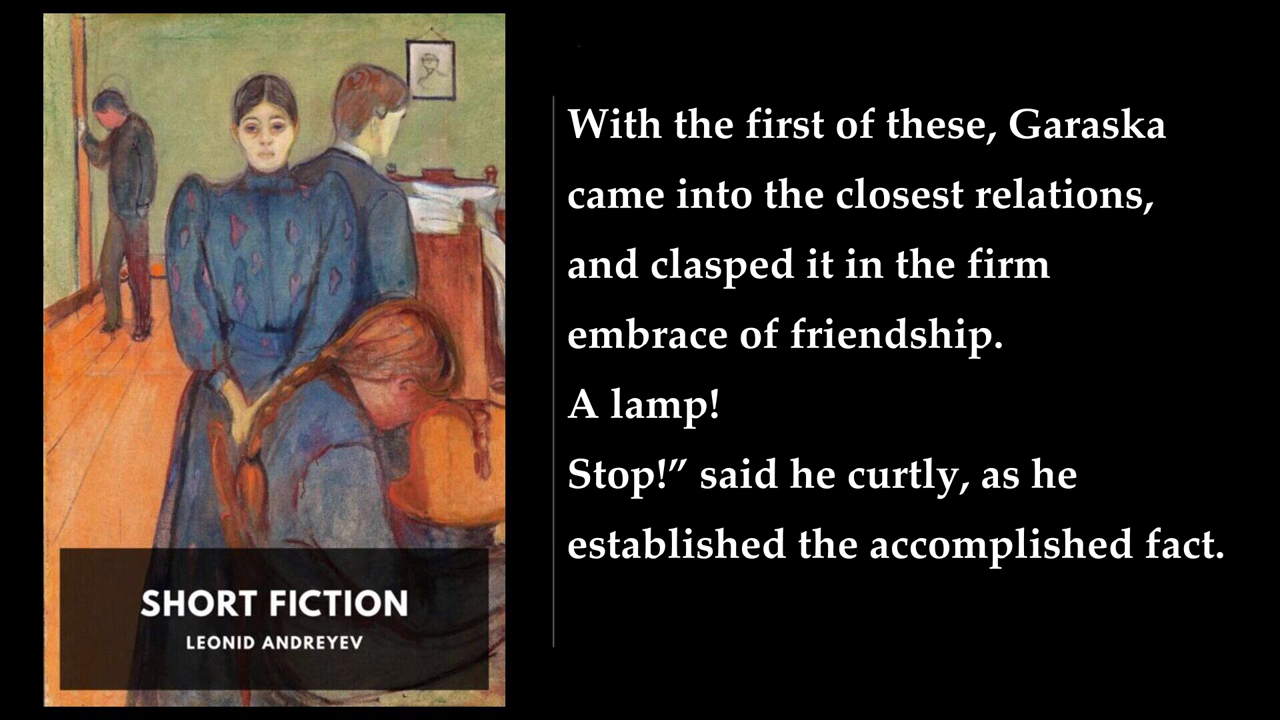 SHORT FICTION
LEONID ANDREYEV
With the first of these, Garaska
came into the closest relations,
and clasped it in the firm
embrace of friendship.
A lamp!
Stop!” said he curtly, as he
established the accomplished fact.